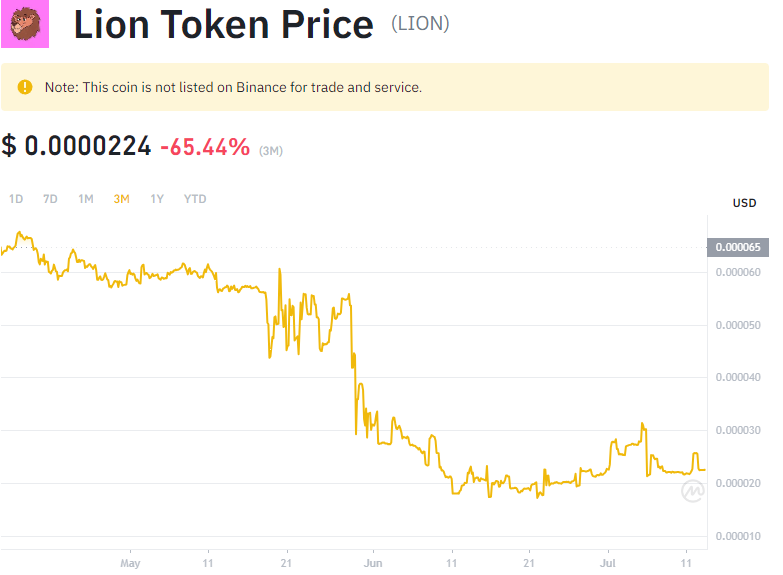 Lion Token Price (LION)
Note: This coin is not listed on Binance for trade and service.
$ 0.0000224 -65.44% (3M)
1D 7D 1M 3M 1Y YTD
USD
0.000065
0.000060
0.000050
0.000040
0.000030
0.000020
0.000010
May 11 21 Jun 11 21 Jul 11